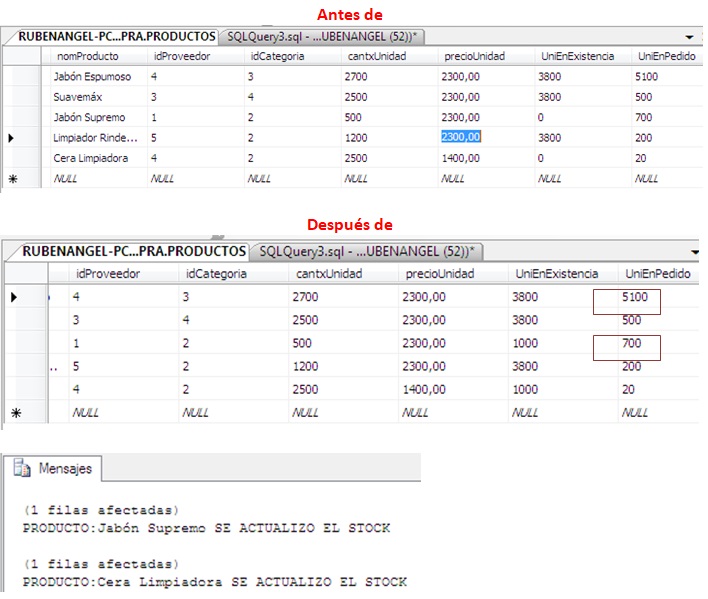 Antes de
RUBENANGEL-PC...PRA.PRODUCTOS SQLQuery3.sql - ...UBENANGEL (52))*
nomProducto idProveedor idCategoria cantxUnidad precioUnidad UniEnExistencia UniEnPedido
Jabón Espumoso 4 3 2700 2300,00 3800 5100
Suavemáx 3 4 2500 2300,00 3800 500
Jabón Supremo 1 2 500 2300,00 0 700
Limpiador Rinde... 5 2 1200 2300,00 3800 200
Cera Limpiadora 4 2 2500 1400,00 0 20
NULL NULL NULL NULL NULL NULL NULL
Después de
RUBENANGEL-PC...PRA.PRODUCTOS SQLQuery3.sql - ...UBENANGEL (52))*
idProveedor idCategoria cantxUnidad precioUnidad UniEnExistencia UniEnPedido
4 3 2700 2300,00 3800 5100
3 4 2500 2300,00 3800 500
1 2 500 2300,00 1000 700
.. 5 2 1200 2300,00 3800 200
4 2 2500 1400,00 1000 20
NULL NULL NULL NULL NULL NULL
Mensajes
(1 filas afectadas)
PRODUCTO:Jabón Supremo SE ACTUALIZO EL STOCK
(1 filas afectadas)
PRODUCTO:Cera Limpiadora SE ACTUALIZO EL STOCK